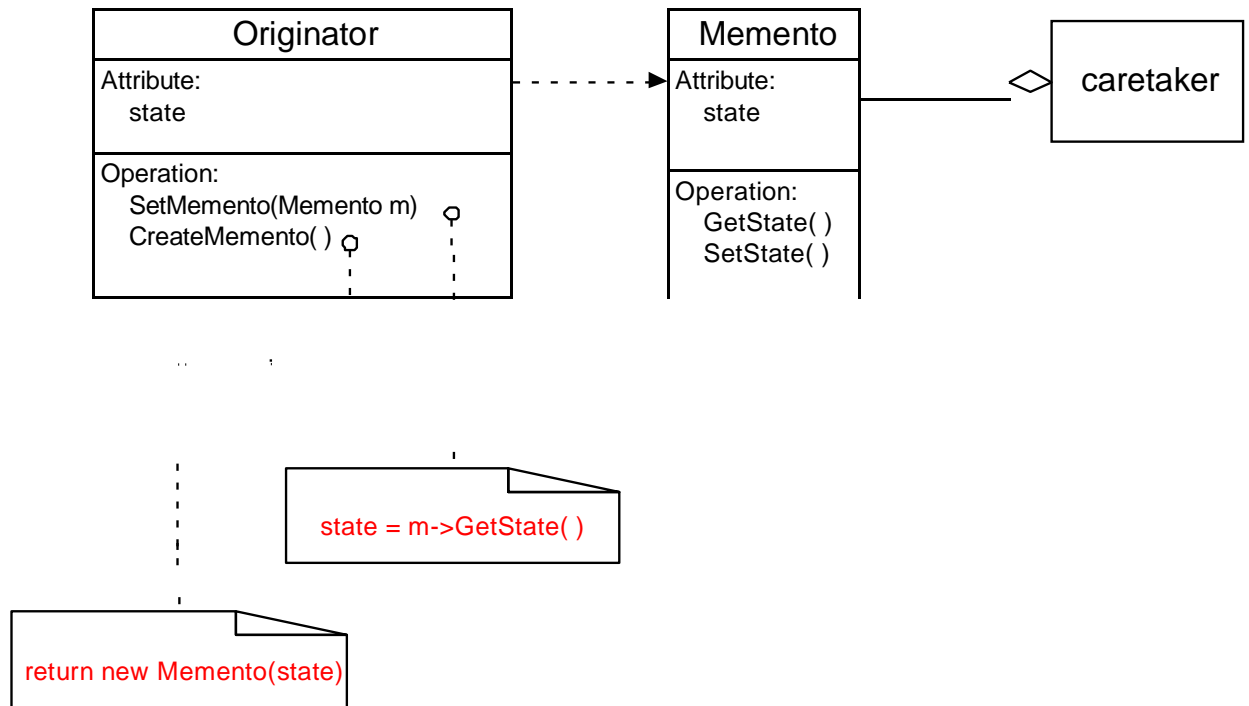 Originator
Attribute:
state
Operation:
SetMemento(Memento m)
CreateMemento( )
Memento
Attribute:
state
Operation:
GetState( )
SetState( )
caretaker
state = m->GetState( )
return new Memento(state)